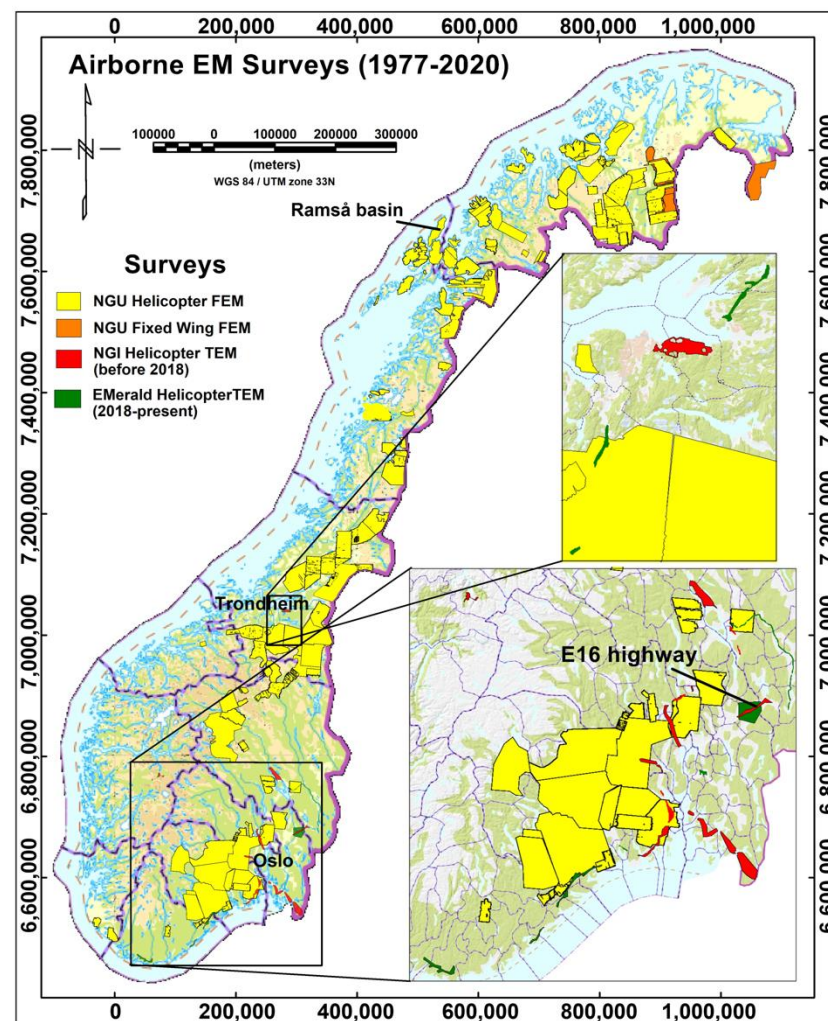 0 200,000 400,000 600,000 800,000 1,000,000
Airborne EM Surveys (1977-2020)
N
100000 0 100000 200000 300000
(meters)
WGS 84 / UTM zone 33N
Ramså basin
Surveys
NGU Helicopter FEM
NGU Fixed Wing FEM
NGI Helicopter TEM
(before 2018)
EMerald HelicopterTEM
(2018-present)
Trondheim
E16 highway
Oslo
7,800,000
7,600,000
7,400,000
7,200,000
7,000,000
6,800,000
6,600,000
7,800,000
7,600,000
7,400,000
7,200,000
7,000,000
6,800,000
6,600,000
0 200,000 400,000 600,000 800,000 1,000,000